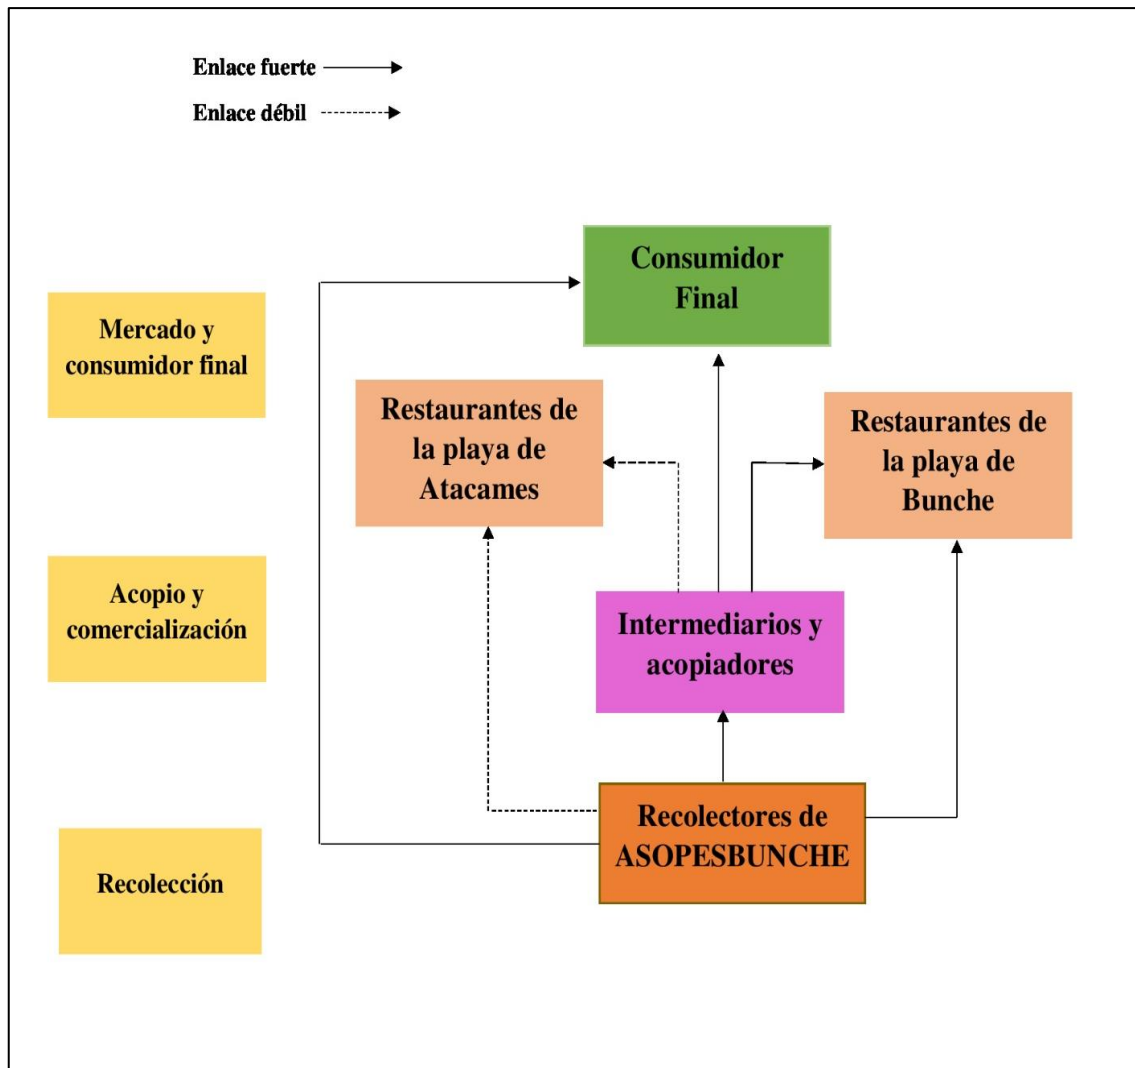 Enlace fuerte
Enlace débil
Consumidor
Final
Mercado y
consumidor final
Restaurantes de
la playa de
Atacames
Restaurantes de
la playa de
Bunche
Acopio y
comercialización
Intermediarios y
acopiadores
Recolectores de
ASOPESBUNCHE
Recolección